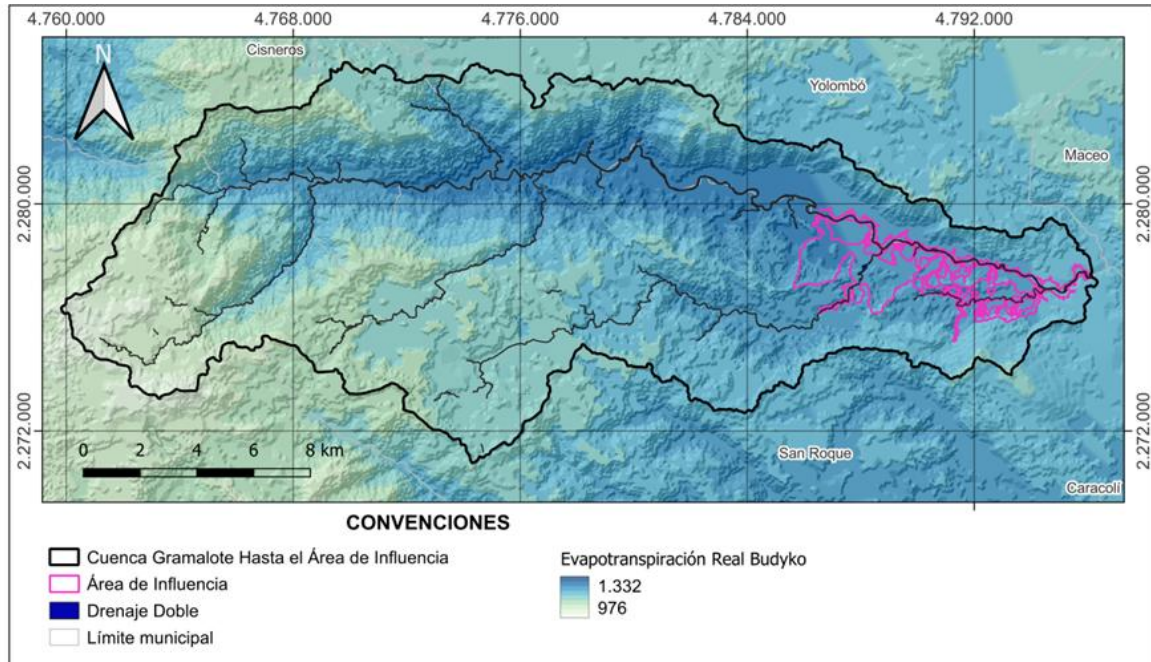 4.760.000 4.768.000 4.776.000 4.784.000 4.792.000
Cisneros
N
Yolombó
Maceo
2.280.000 2.280.000
2.272.000 2.272.000
0 2 4 6 8 km
San Roque
Caracolí
CONVENCIONES
Cuenca Gramalote Hasta el Área de Influencia
Área de Influencia
Drenaje Doble
Límite municipal
Evapotranspiración Real Budyko
1.332
976